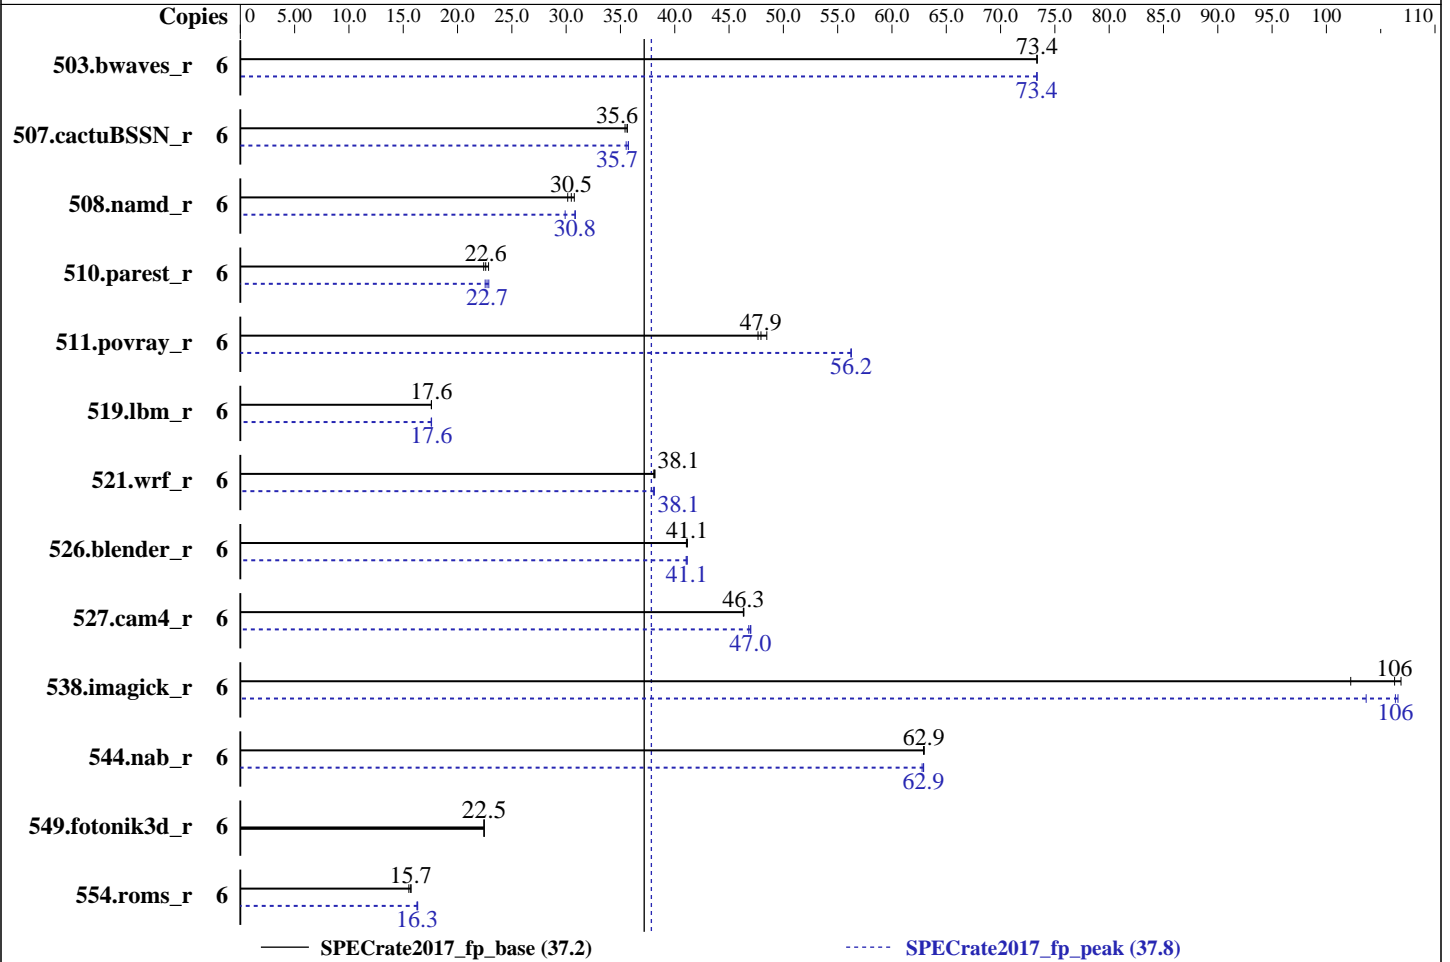 Copies 0 5.00 10.0 15.0 20.0 25.0 30.0 35.0 40.0 45.0 50.0 55.0 60.0 65.0 70.0 75.0 80.0 85.0 90.0 95.0 100 110
73.4
503.bwaves_r 6
73.4
35.6
507.cactuBSSN_r 6
35.7
30.5
508.namd_r 6
30.8
22.6
510.parest_r 6
22.7
47.9
511.povray_r 6
56.2
17.6
519.lbm_r 6
17.6
38.1
521.wrf_r 6
38.1
41.1
526.blender_r 6
41.1
46.3
527.cam4_r 6
47.0
106
538.imagick_r 6
106
62.9
544.nab_r 6
62.9
22.5
549.fotonik3d_r 6
15.7
554.roms_r 6
16.3
SPECrate2017_fp_base (37.2) SPECrate2017_fp_peak (37.8)